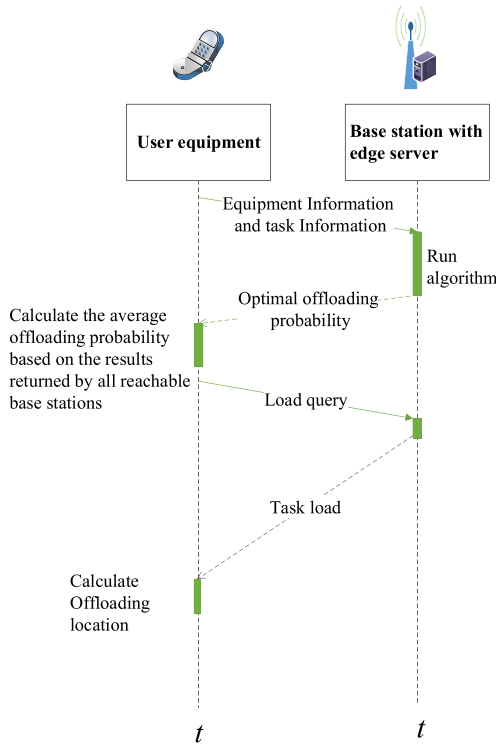 User equipment
Base station with
edge server
Equipment Information
and task Information
Run
algorithm
Optimal offloading
probability
Calculate the average
offloading probability
based on the results
returned by all reachable
base stations
Load query
Task load
Calculate
Offloading
location
t
t